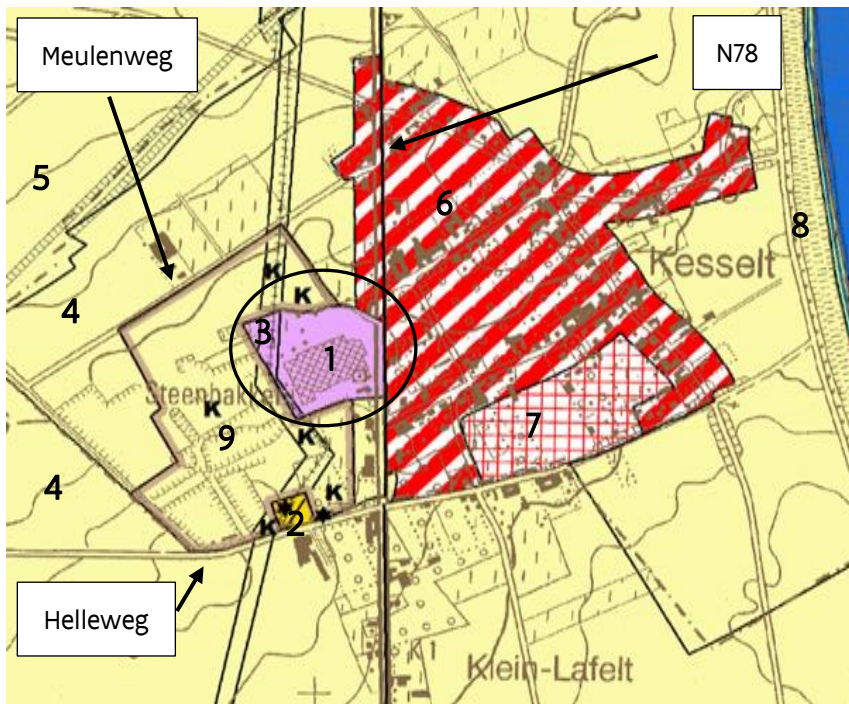 Meulenweg
N78
5
6
8
Kesselt
K
K
4
3
1
Steenbakkerij
K
9
K
7
4
K
2
K
Helleweg
K1
Klein-Lafelt